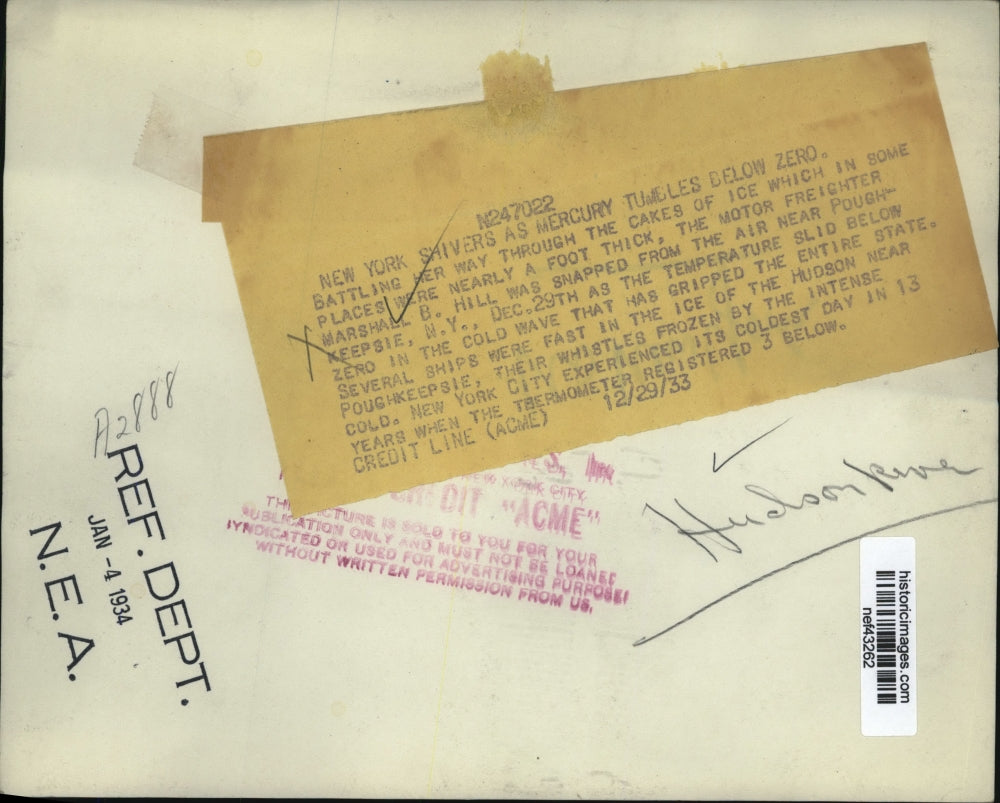 N247022
NEW YORK SHIVERS AS MERCURY TUMBLES BELOW ZERO.
BATTLING HER WAY THROUGH THE CAKES OF ICE WHICH IN SOME
PLACES WERE NEARLY A FOOT THICK, THE MOTOR FREIGHTER
MARSHALL B. HILL WAS SNAPPED FROM THE AIR NEAR POUGH-
KEEPSIE, N.Y., DEC.29TH AS THE TEMPERATURE SLID BELOW
ZERO IN THE COLD WAVE THAT HAS GRIPPED THE ENTIRE STATE.
SEVERAL SHIPS WERE FAST IN THE ICE OF THE HUDSON NEAR
POUGHKEEPSIE, THEIR WHISTLES FROZEN BY THE INTENSE
COLD. NEW YORK CITY EXPERIENCED ITS COLDEST DAY IN 13
YEARS WHEN THE THERMOMETER REGISTERED 3 BELOW.
CREDIT LINE (ACME) 12/29/33
NEW YORK CITY
"ACME"
PICTURE IS SOLD TO YOU FOR YOUR
PUBLICATION ONLY AND MUST NOT BE LOANED
SYNDICATED OR USED FOR ADVERTISING PURPOSES
WITHOUT WRITTEN PERMISSION FROM US.
A2888
REF. DEPT.
JAN -4 1934
N.E.A.
Hudson River
historicimages.com
nef43262